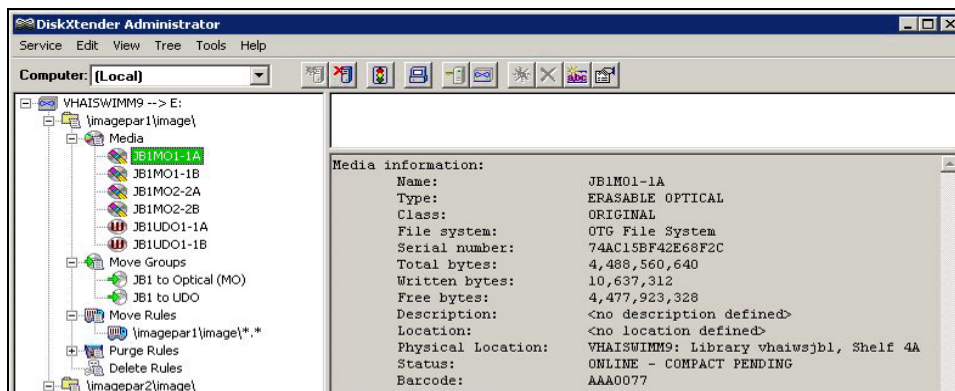 DiskXtender Administrator
Service Edit View Tree Tools Help
Computer: (Local)
abc
VHAISWIMM9 --> E:
\imagepar1\image\
Media
JB1MO1-1A
JB1MO1-1B
JB1MO2-2A
JB1MO2-2B
JB1UDO1-1A
JB1UDO1-1B
Move Groups
JB1 to Optical (MO)
JB1 to UDO
Move Rules
\imagepar1\image\*.*
Purge Rules
Delete Rules
\imagepar2\image\
Media information:
Name: JB1MO1-1A
Type: ERASABLE OPTICAL
Class: ORIGINAL
File system: OTG File System
Serial number: 74AC15BF42E68F2C
Total bytes: 4,488,560,640
Written bytes: 10,637,312
Free bytes: 4,477,923,328
Description: <no description defined>
Location: <no location defined>
Physical Location: VHAISWIMM9: Library vhaiwsjb1, Shelf 4A
Status: ONLINE - COMPACT PENDING
Barcode: AAA0077